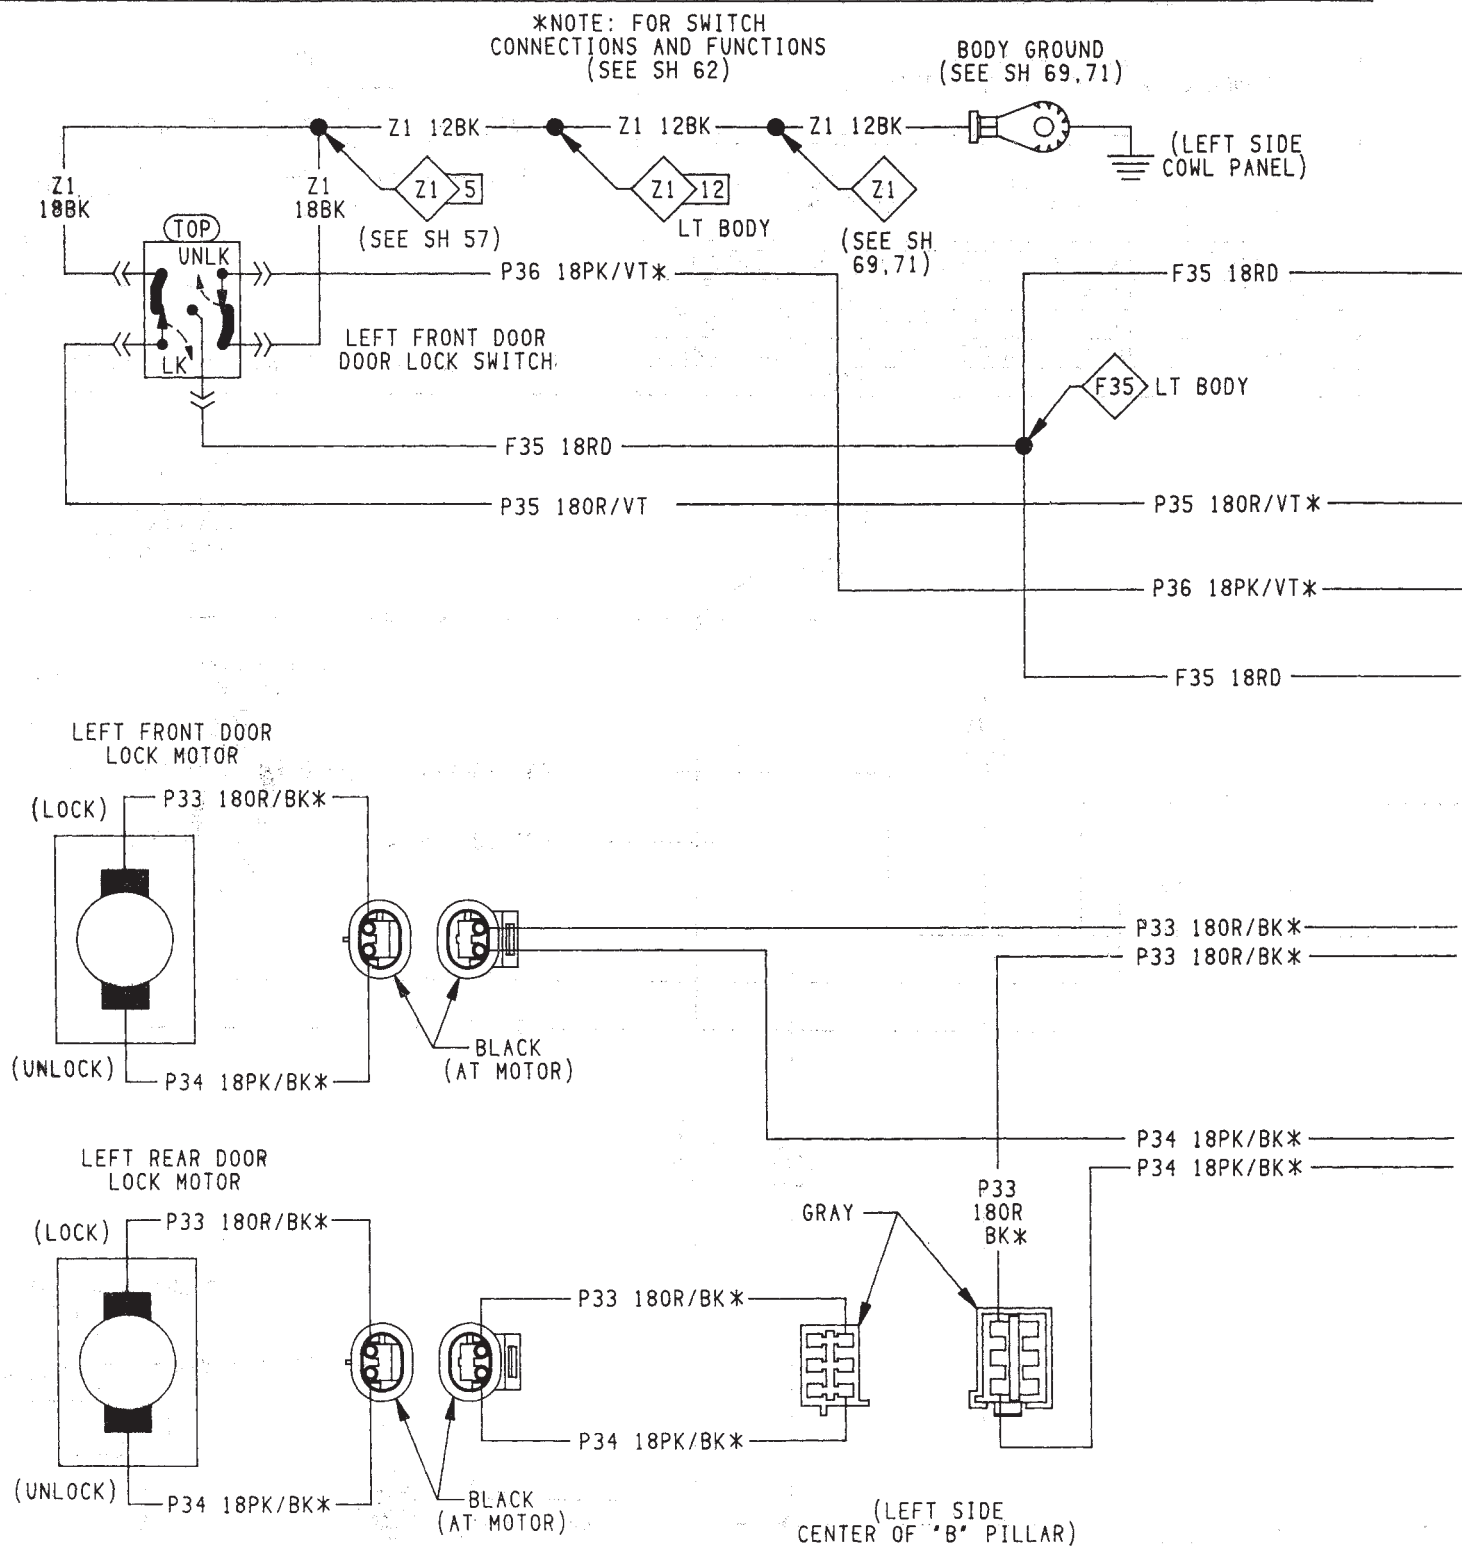 *NOTE: FOR SWITCH
CONNECTIONS AND FUNCTIONS
(SEE SH 62)
BODY GROUND
(SEE SH 69,71)
Z1 12BK
Z1 12BK
Z1 12BK
(LEFT SIDE
COWL PANEL)
Z1
18BK
Z1
18BK
Z1 5
(SEE SH 57)
Z1 12
LT BODY
Z1
(SEE SH
69,71)
TOP
UNLK
LK
P36 18PK/VT*
F35 18RD
LEFT FRONT DOOR
DOOR LOCK SWITCH
F35 LT BODY
F35 18RD
P35 18OR/VT
P35 18OR/VT*
P36 18PK/VT*
F35 18RD
LEFT FRONT DOOR
LOCK MOTOR
(LOCK)
P33 18OR/BK*
P33 18OR/BK*
P33 18OR/BK*
BLACK
(AT MOTOR)
(UNLOCK)
P34 18PK/BK*
P34 18PK/BK*
P34 18PK/BK*
LEFT REAR DOOR
LOCK MOTOR
(LOCK)
P33 18OR/BK*
GRAY
P33
18OR
BK*
P33 18OR/BK*
P34 18PK/BK*
(UNLOCK)
P34 18PK/BK*
BLACK
(AT MOTOR)
(LEFT SIDE
CENTER OF "B" PILLAR)